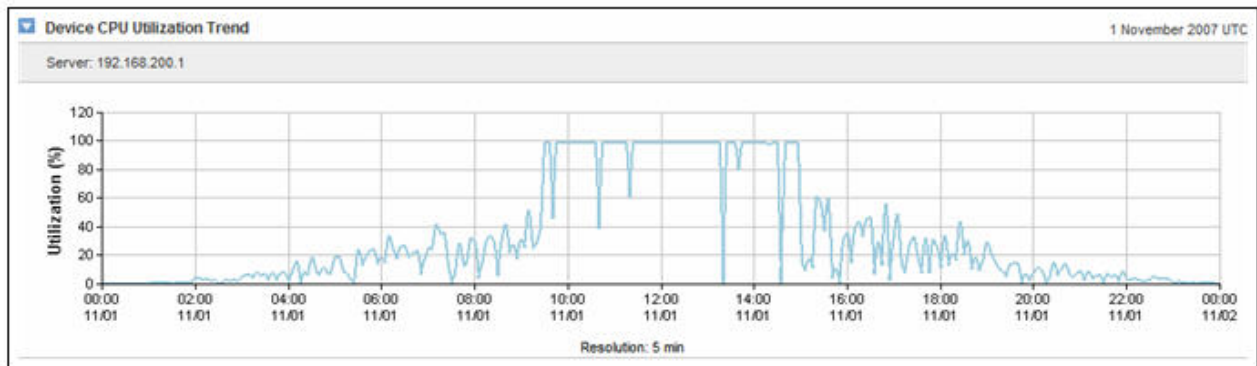 Device CPU Utilization Trend
1 November 2007 UTC
Server: 192.168.200.1
120
100
80
60
40
20
0
Utilization (%)
00:00 02:00 04:00 06:00 08:00 10:00 12:00 14:00 16:00 18:00 20:00 22:00 00:00
11/01 11/01 11/01 11/01 11/01 11/01 11/01 11/01 11/01 11/01 11/01 11/01 11/02
Resolution: 5 min